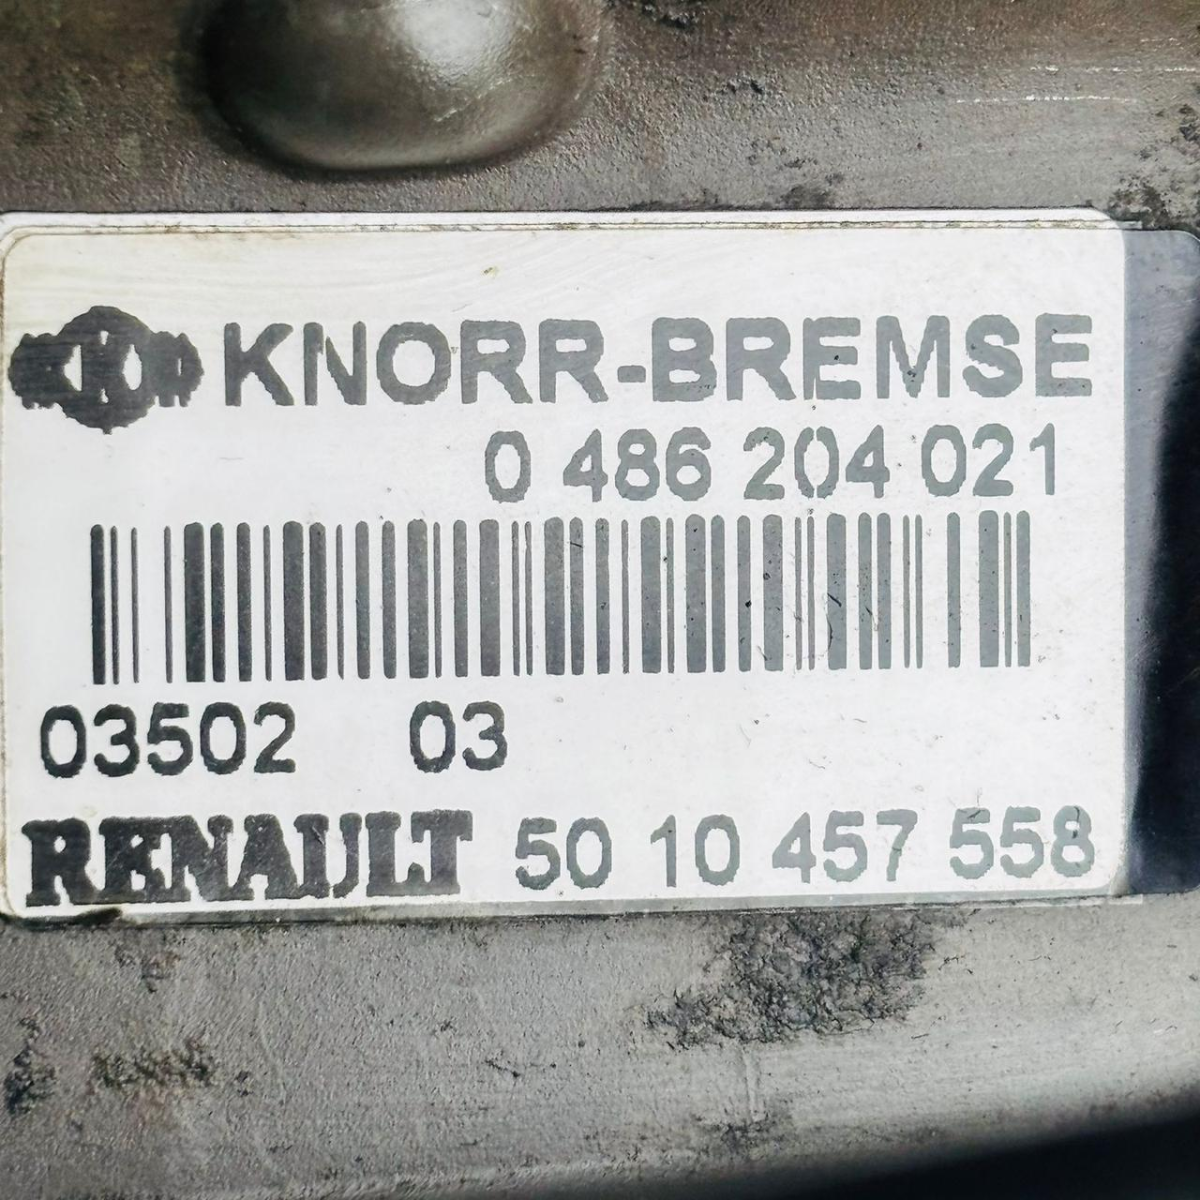 KNORR-BREMSE
0 486 204 021
03502 03
RENAULT 50 10 457 558